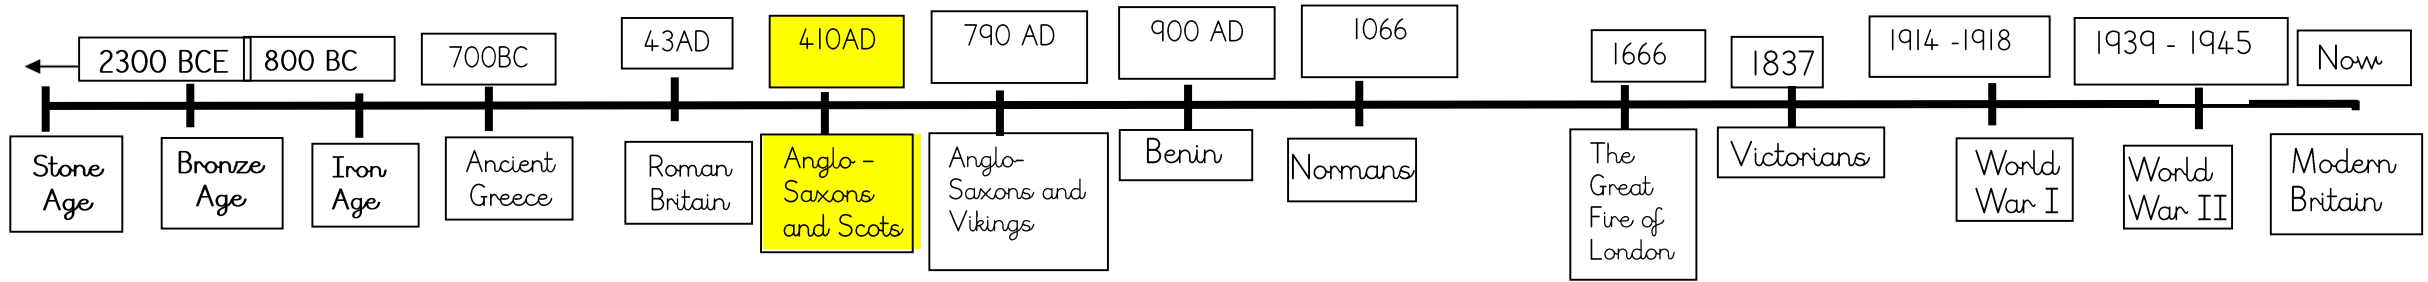 2300 BCE
800 BC
700BC
43AD
410AD
790 AD
900 AD
1066
1666
1837
1914 -1918
1939 - 1945
Now
Stone
Age
Bronze
Age
Iron
Age
Ancient
Greece
Roman
Britain
Anglo -
Saxons
and Scots
Anglo-
Saxons and
Vikings
Benin
Normans
The
Great
Fire of
London
Victorians
World
War I
World
War II
Modern
Britain